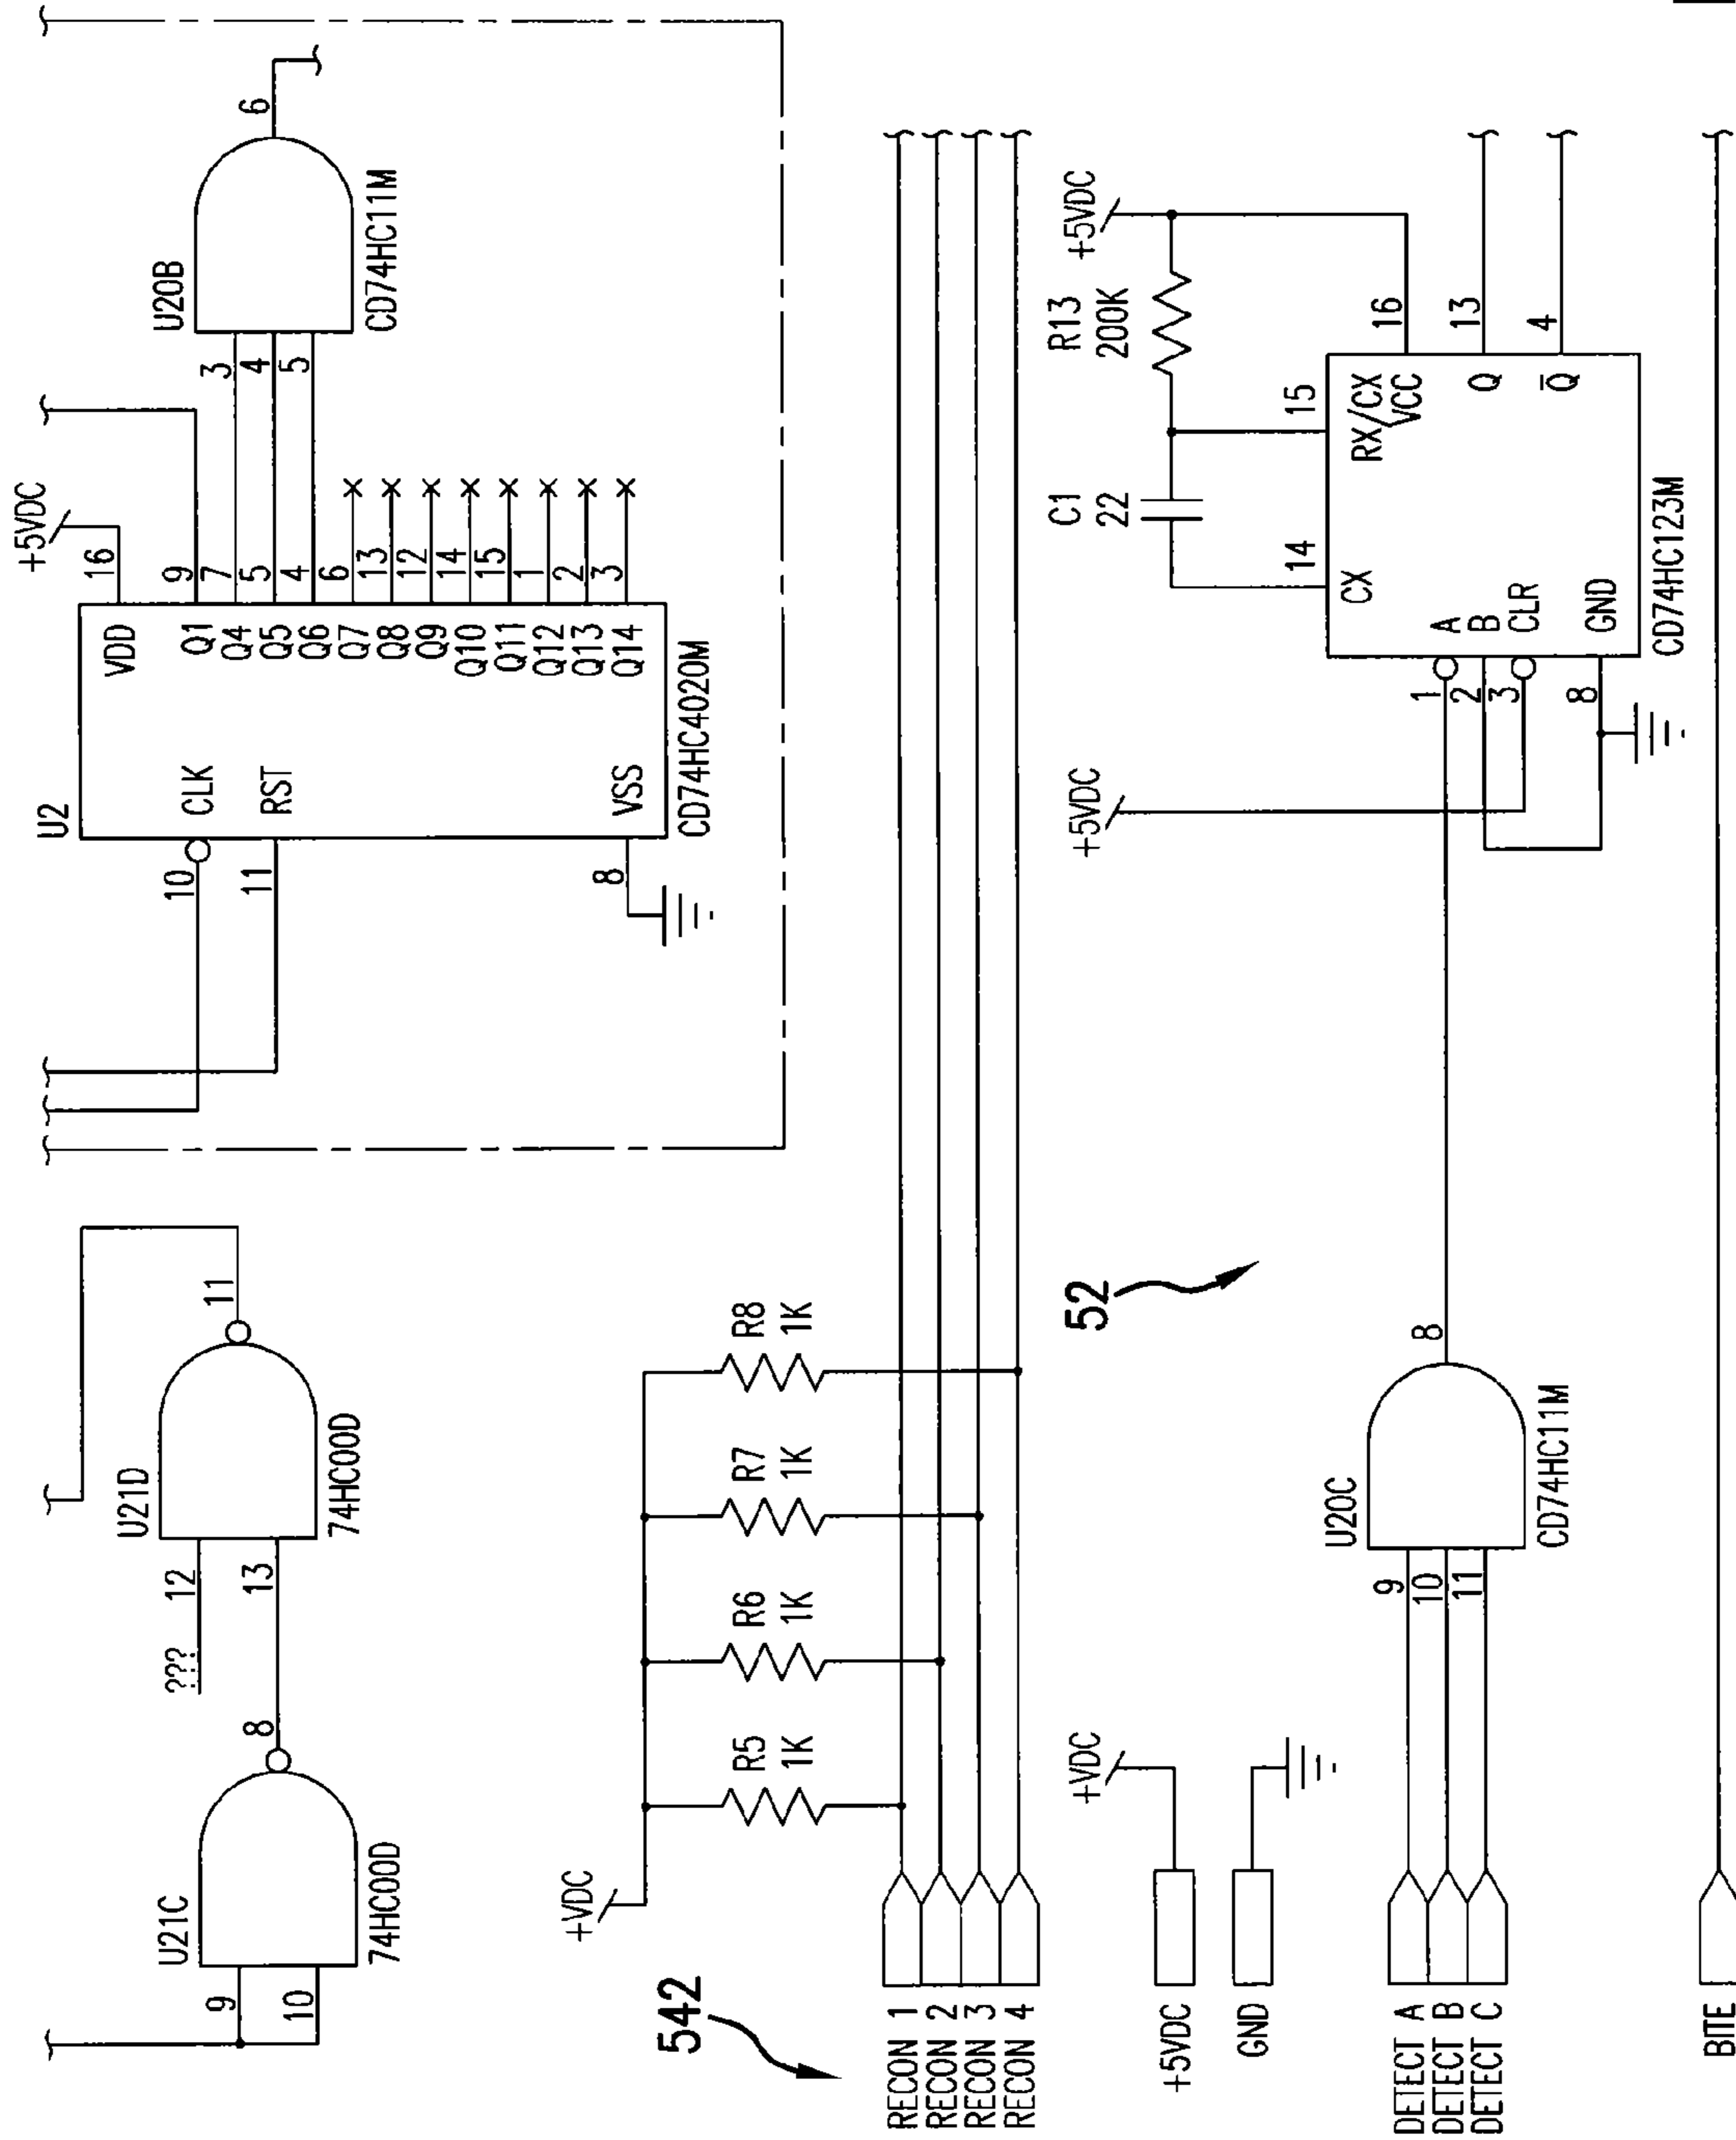 U21C
9
10
8
74HC00D
U21D
???
12
13
11
74HC00D
U2
+5VDC
16
10
11
8
CLK
RST
VSS
VDD
Q1
Q4
Q5
Q6
Q7
Q8
Q9
Q10
Q11
Q12
Q13
Q14
9
7
5
4
6
13
12
14
15
1
2
3
CD74HC4020M
U20B
3
4
5
6
CD74HC11M
+VDC
R5
1K
R6
1K
R7
1K
R8
1K
542
RECON 1
RECON 2
RECON 3
RECON 4
+5VDC
+VDC
GND
52
DETECT A
DETECT B
DETECT C
9
10
11
U20C
8
CD74HC11M
+5VDC
C1
22
R13
200K
+5VDC
14
15
16
CX
RX/CX
VCC
1
A
2
B
3
CLR
8
GND
Q
13
Q̅
4
CD74HC123M
BITE